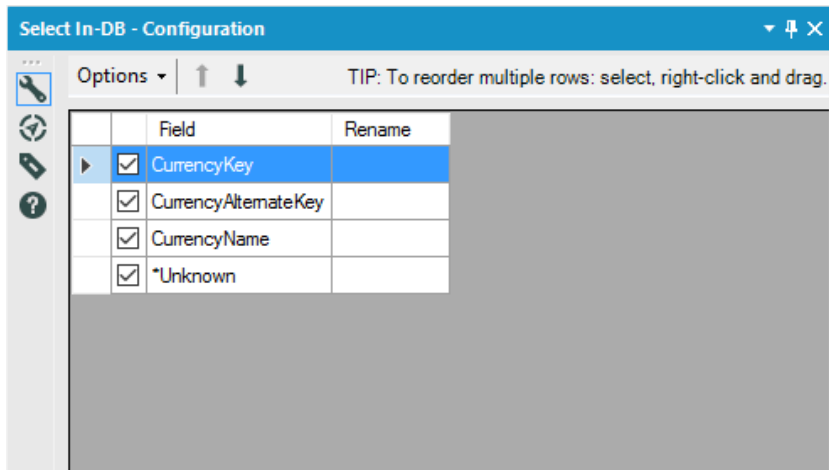 Select In-DB - Configuration
Options TIP: To reorder multiple rows: select, right-click and drag.
Field Rename
CurrencyKey
CurrencyAlternateKey
CurrencyName
*Unknown